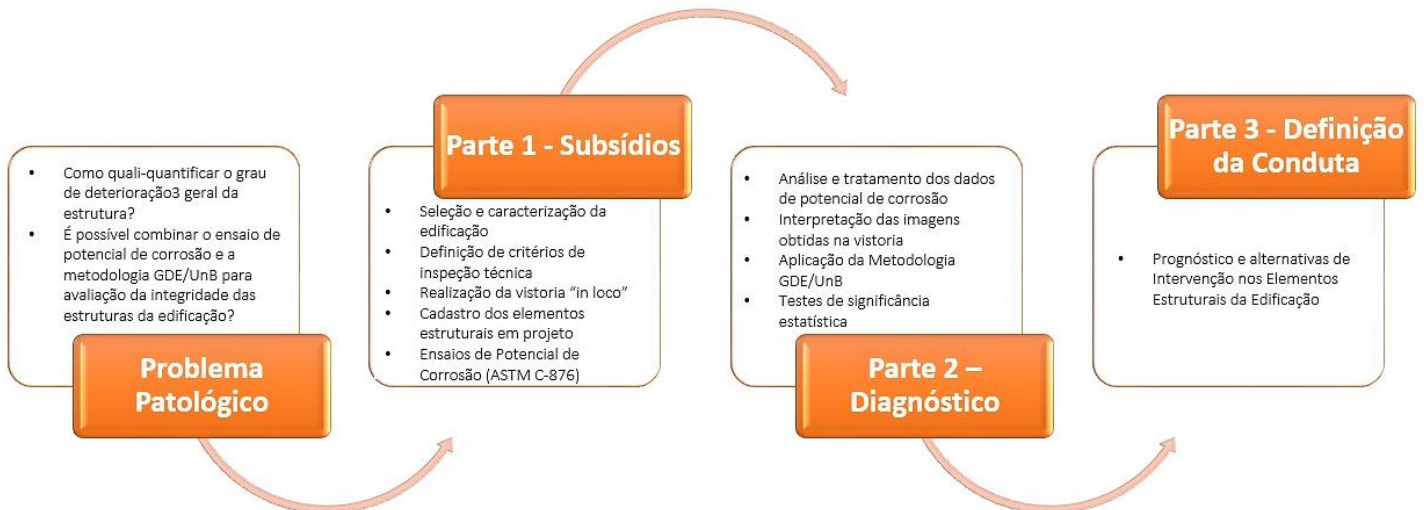 • Como quali-quantificar o grau
de deterioração3 geral da
estrutura?
• É possível combinar o ensaio de
potencial de corrosão e a
metodologia GDE/UnB para
avaliação da integridade das
estruturas da edificação?
Problema
Patológico
Parte 1 - Subsídios
• Seleção e caracterização da
edificação
• Definição de critérios de
inspeção técnica
• Realização da vistoria “in loco”
• Cadastro dos elementos
estruturais em projeto
• Ensaios de Potencial de
Corrosão (ASTM C-876)
• Análise e tratamento dos dados
de potencial de corrosão
• Interpretação das imagens
obtidas na vistoria
• Aplicação da Metodologia
GDE/UnB
• Testes de significância
estatística
Parte 2 –
Diagnóstico
Parte 3 - Definição
da Conduta
• Prognóstico e alternativas de
Intervenção nos Elementos
Estruturais da Edificação